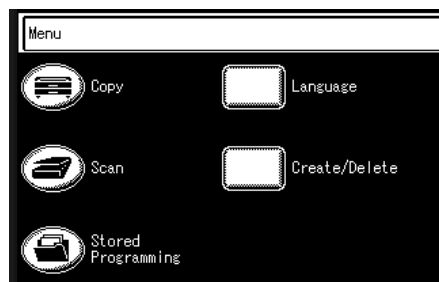 Menu
Copy
Language
Scan
Create/Delete
Stored
Programming